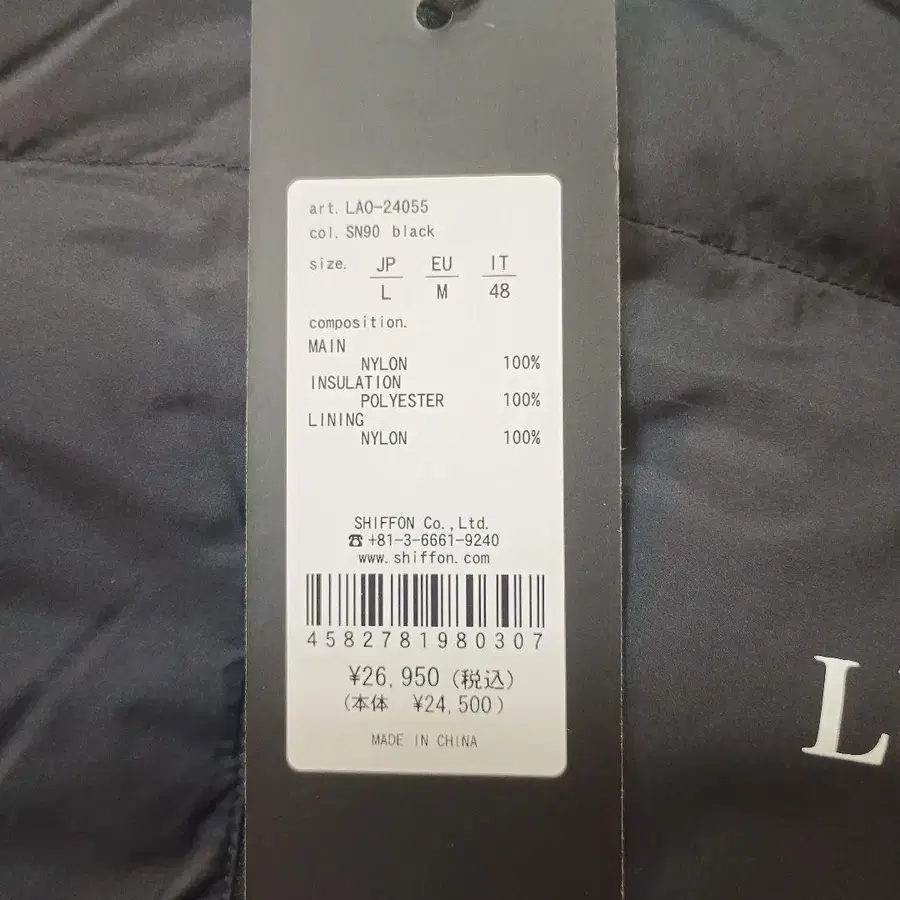 art. LAO-24055
col. SN90 black
size. JP EU IT
L M 48
composition.
MAIN
NYLON 100%
INSULATION
POLYESTER 100%
LINING
NYLON 100%
SHIFFON Co.,Ltd.
☎ +81-3-6661-9240
www.shiffon.com
4582781980307
¥26,950 (税込)
(本体 ¥24,500)
MADE IN CHINA
L